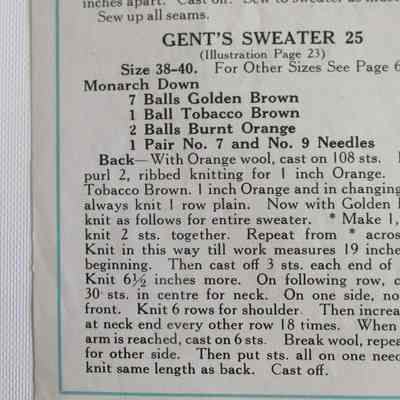 inches apart. Cast off. Sew to sweater as
Sew up all seams.
GENT'S SWEATER 25
(Illustration Page 23)
Size 38-40. For Other Sizes See Page 6
Monarch Down
7 Balls Golden Brown
1 Ball Tobacco Brown
2 Balls Burnt Orange
1 Pair No. 7 and No. 9 Needles
Back—With Orange wool, cast on 108 sts.
purl 2, ribbed knitting for 1 inch Orange.
Tobacco Brown. 1 inch Orange and in changing
always knit 1 row plain. Now with Golden
knit as follows for entire sweater. * Make 1,
knit 2 sts. together. Repeat from * acros
Knit in this way till work measures 19 inche
beginning. Then cast off 3 sts. each end of
Knit 6½ inches more. On following row, c
30 sts. in centre for neck. On one side, no
front. Knit 6 rows for shoulder. Then increa
at neck end every other row 18 times. When
arm is reached, cast on 6 sts. Break wool, repea
for other side. Then put sts. all on one need
knit same length as back. Cast off.